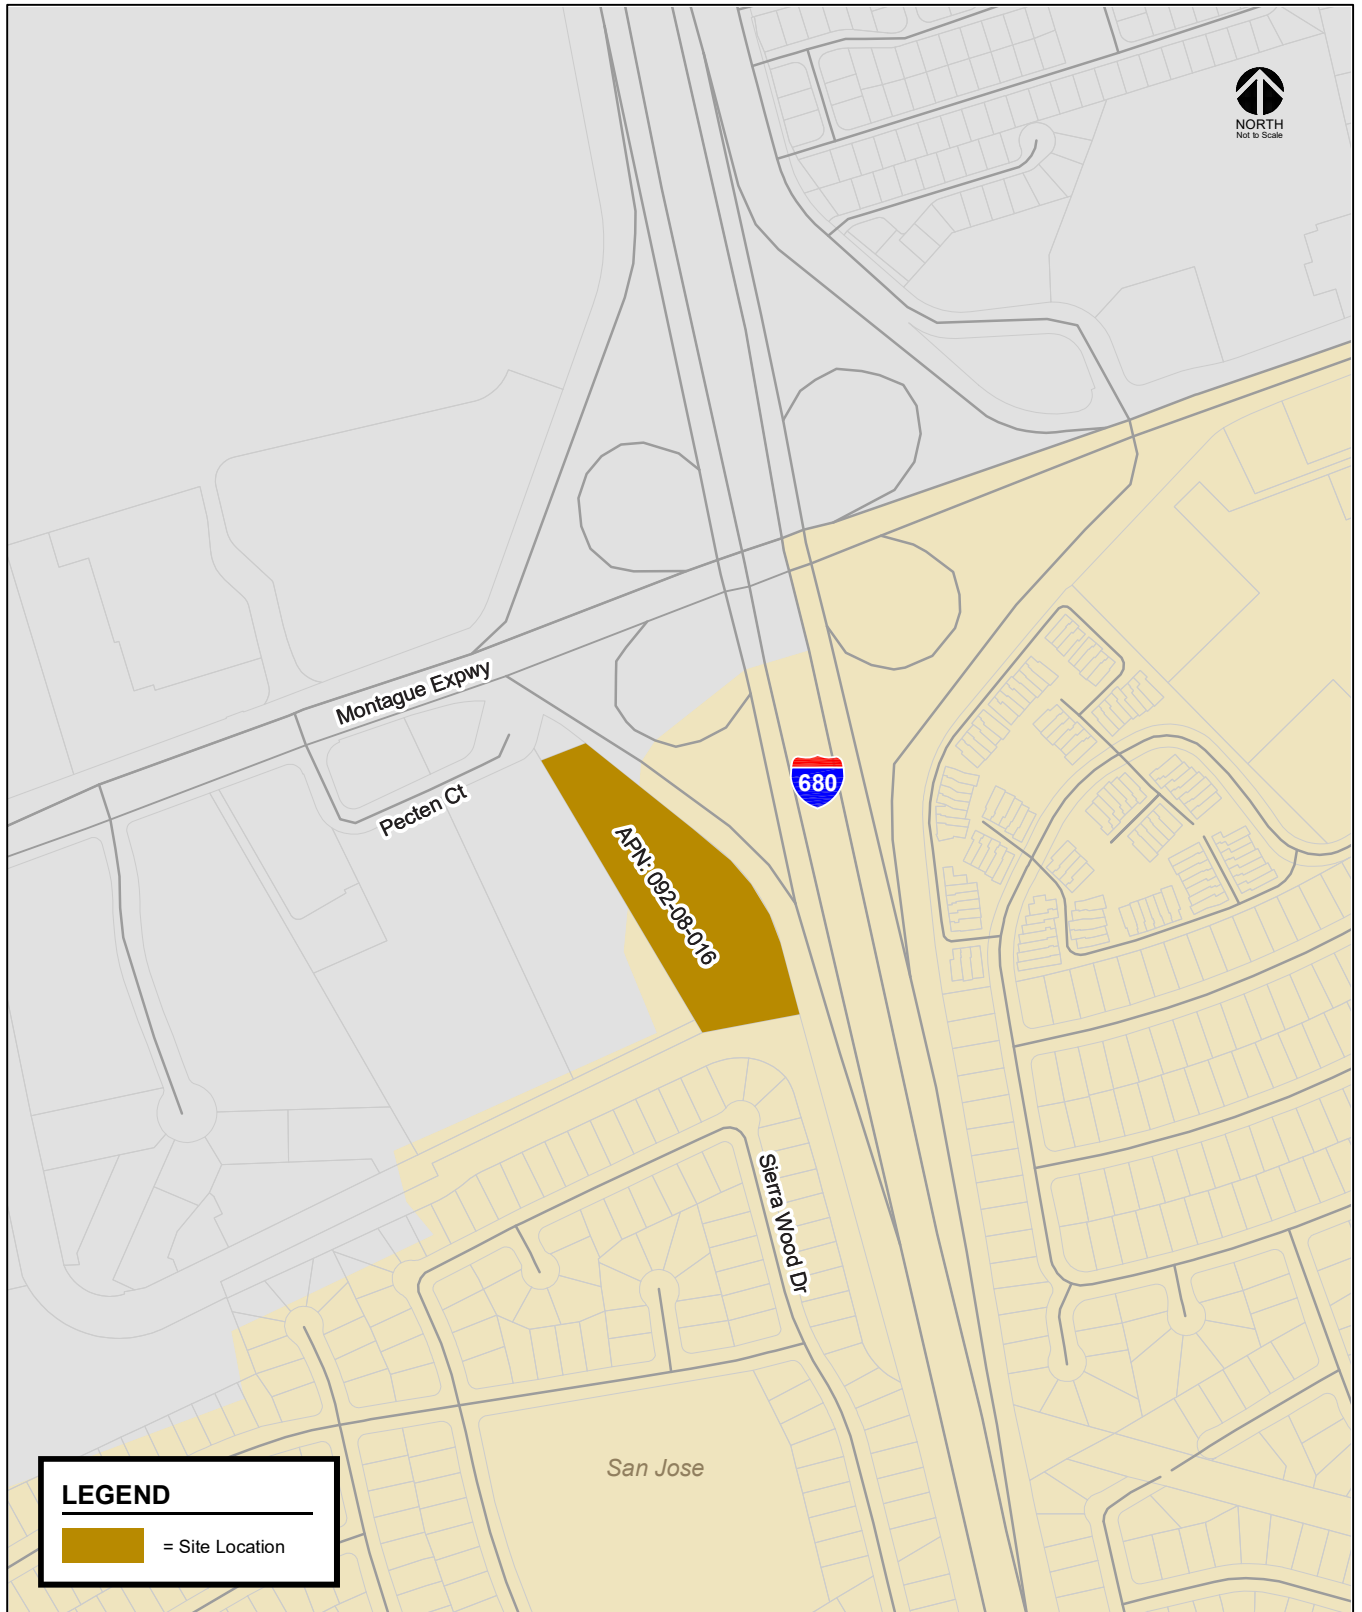 NORTH
Not to Scale
Montague Expwy
Pecten Ct
680
APN: 092-08-016
Sierra Wood Dr
San Jose
LEGEND
= Site Location